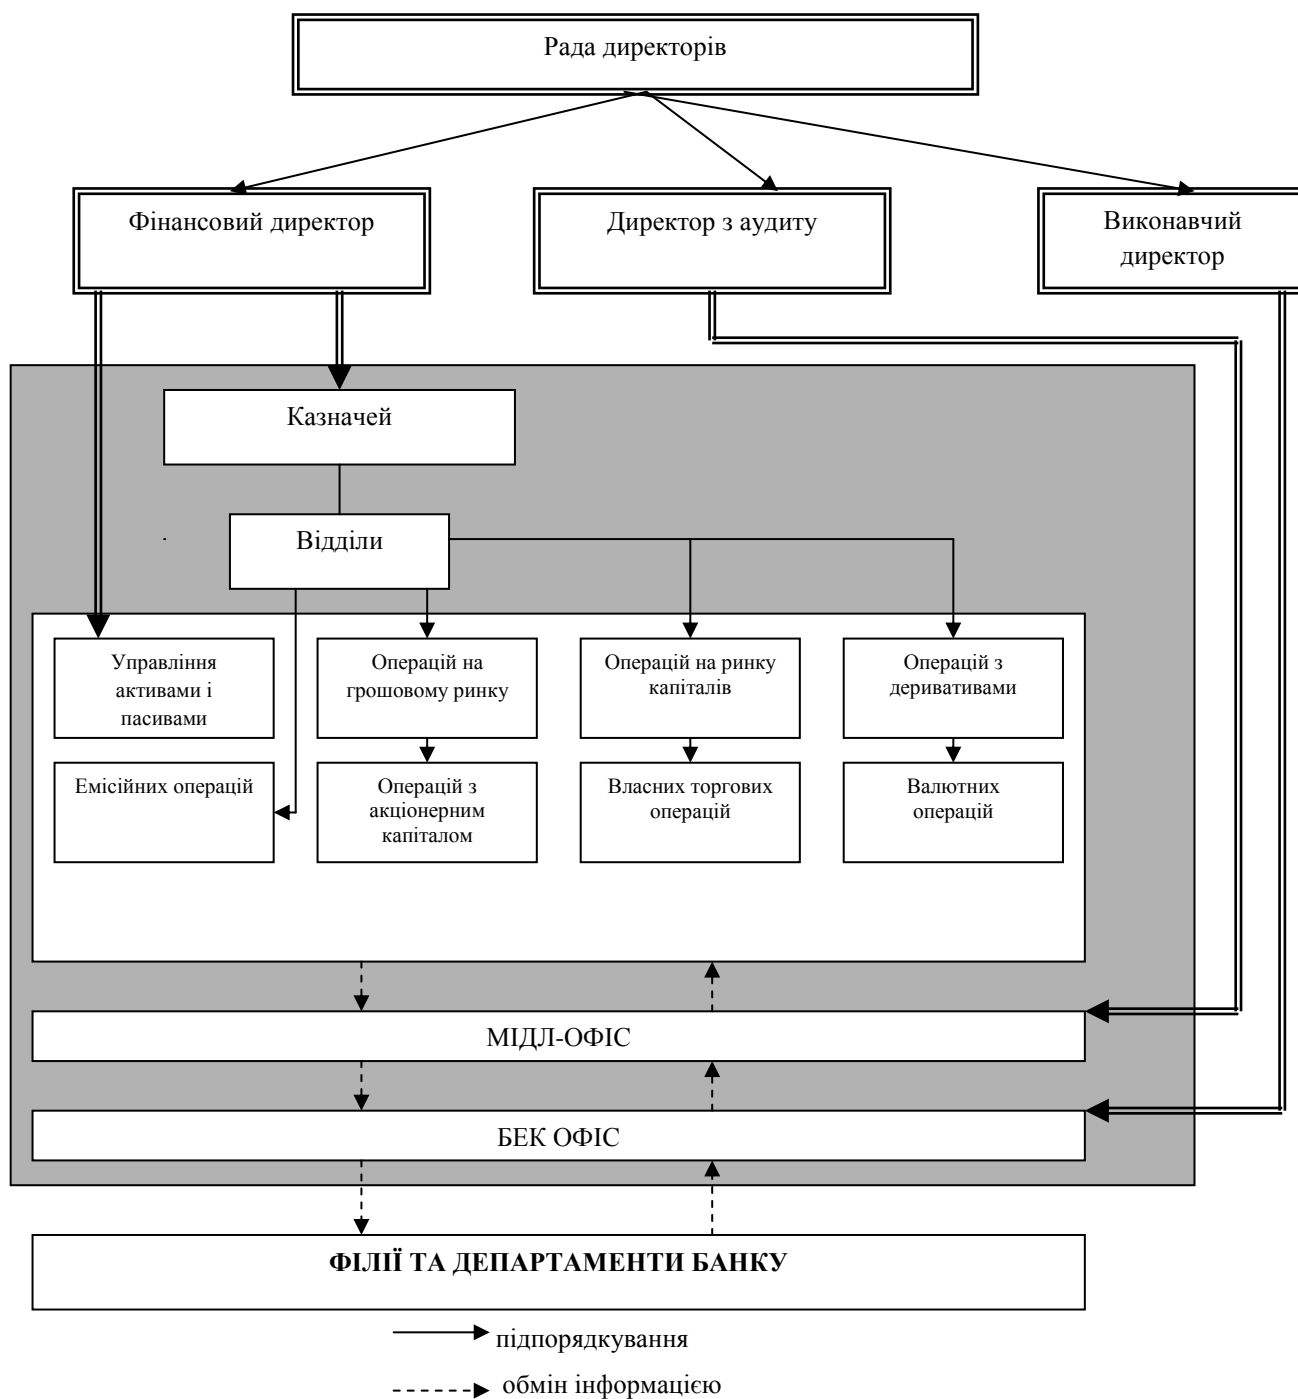 Рада директорів
Фінансовий директор
Директор з аудиту
Виконавчий
директор
Казначей
Відділи
Управління
активами і
пасивами
Операцій на
грошовому ринку
Операцій на ринку
капіталів
Операцій з
деривативами
Емісійних операцій
Операцій з
акціонерним
капіталом
Власних торгових
операцій
Валютних
операцій
МІДЛ-ОФІС
БЕК ОФІС
ФІЛІЇ ТА ДЕПАРТАМЕНТИ БАНКУ
підпорядкування
обмін інформацією